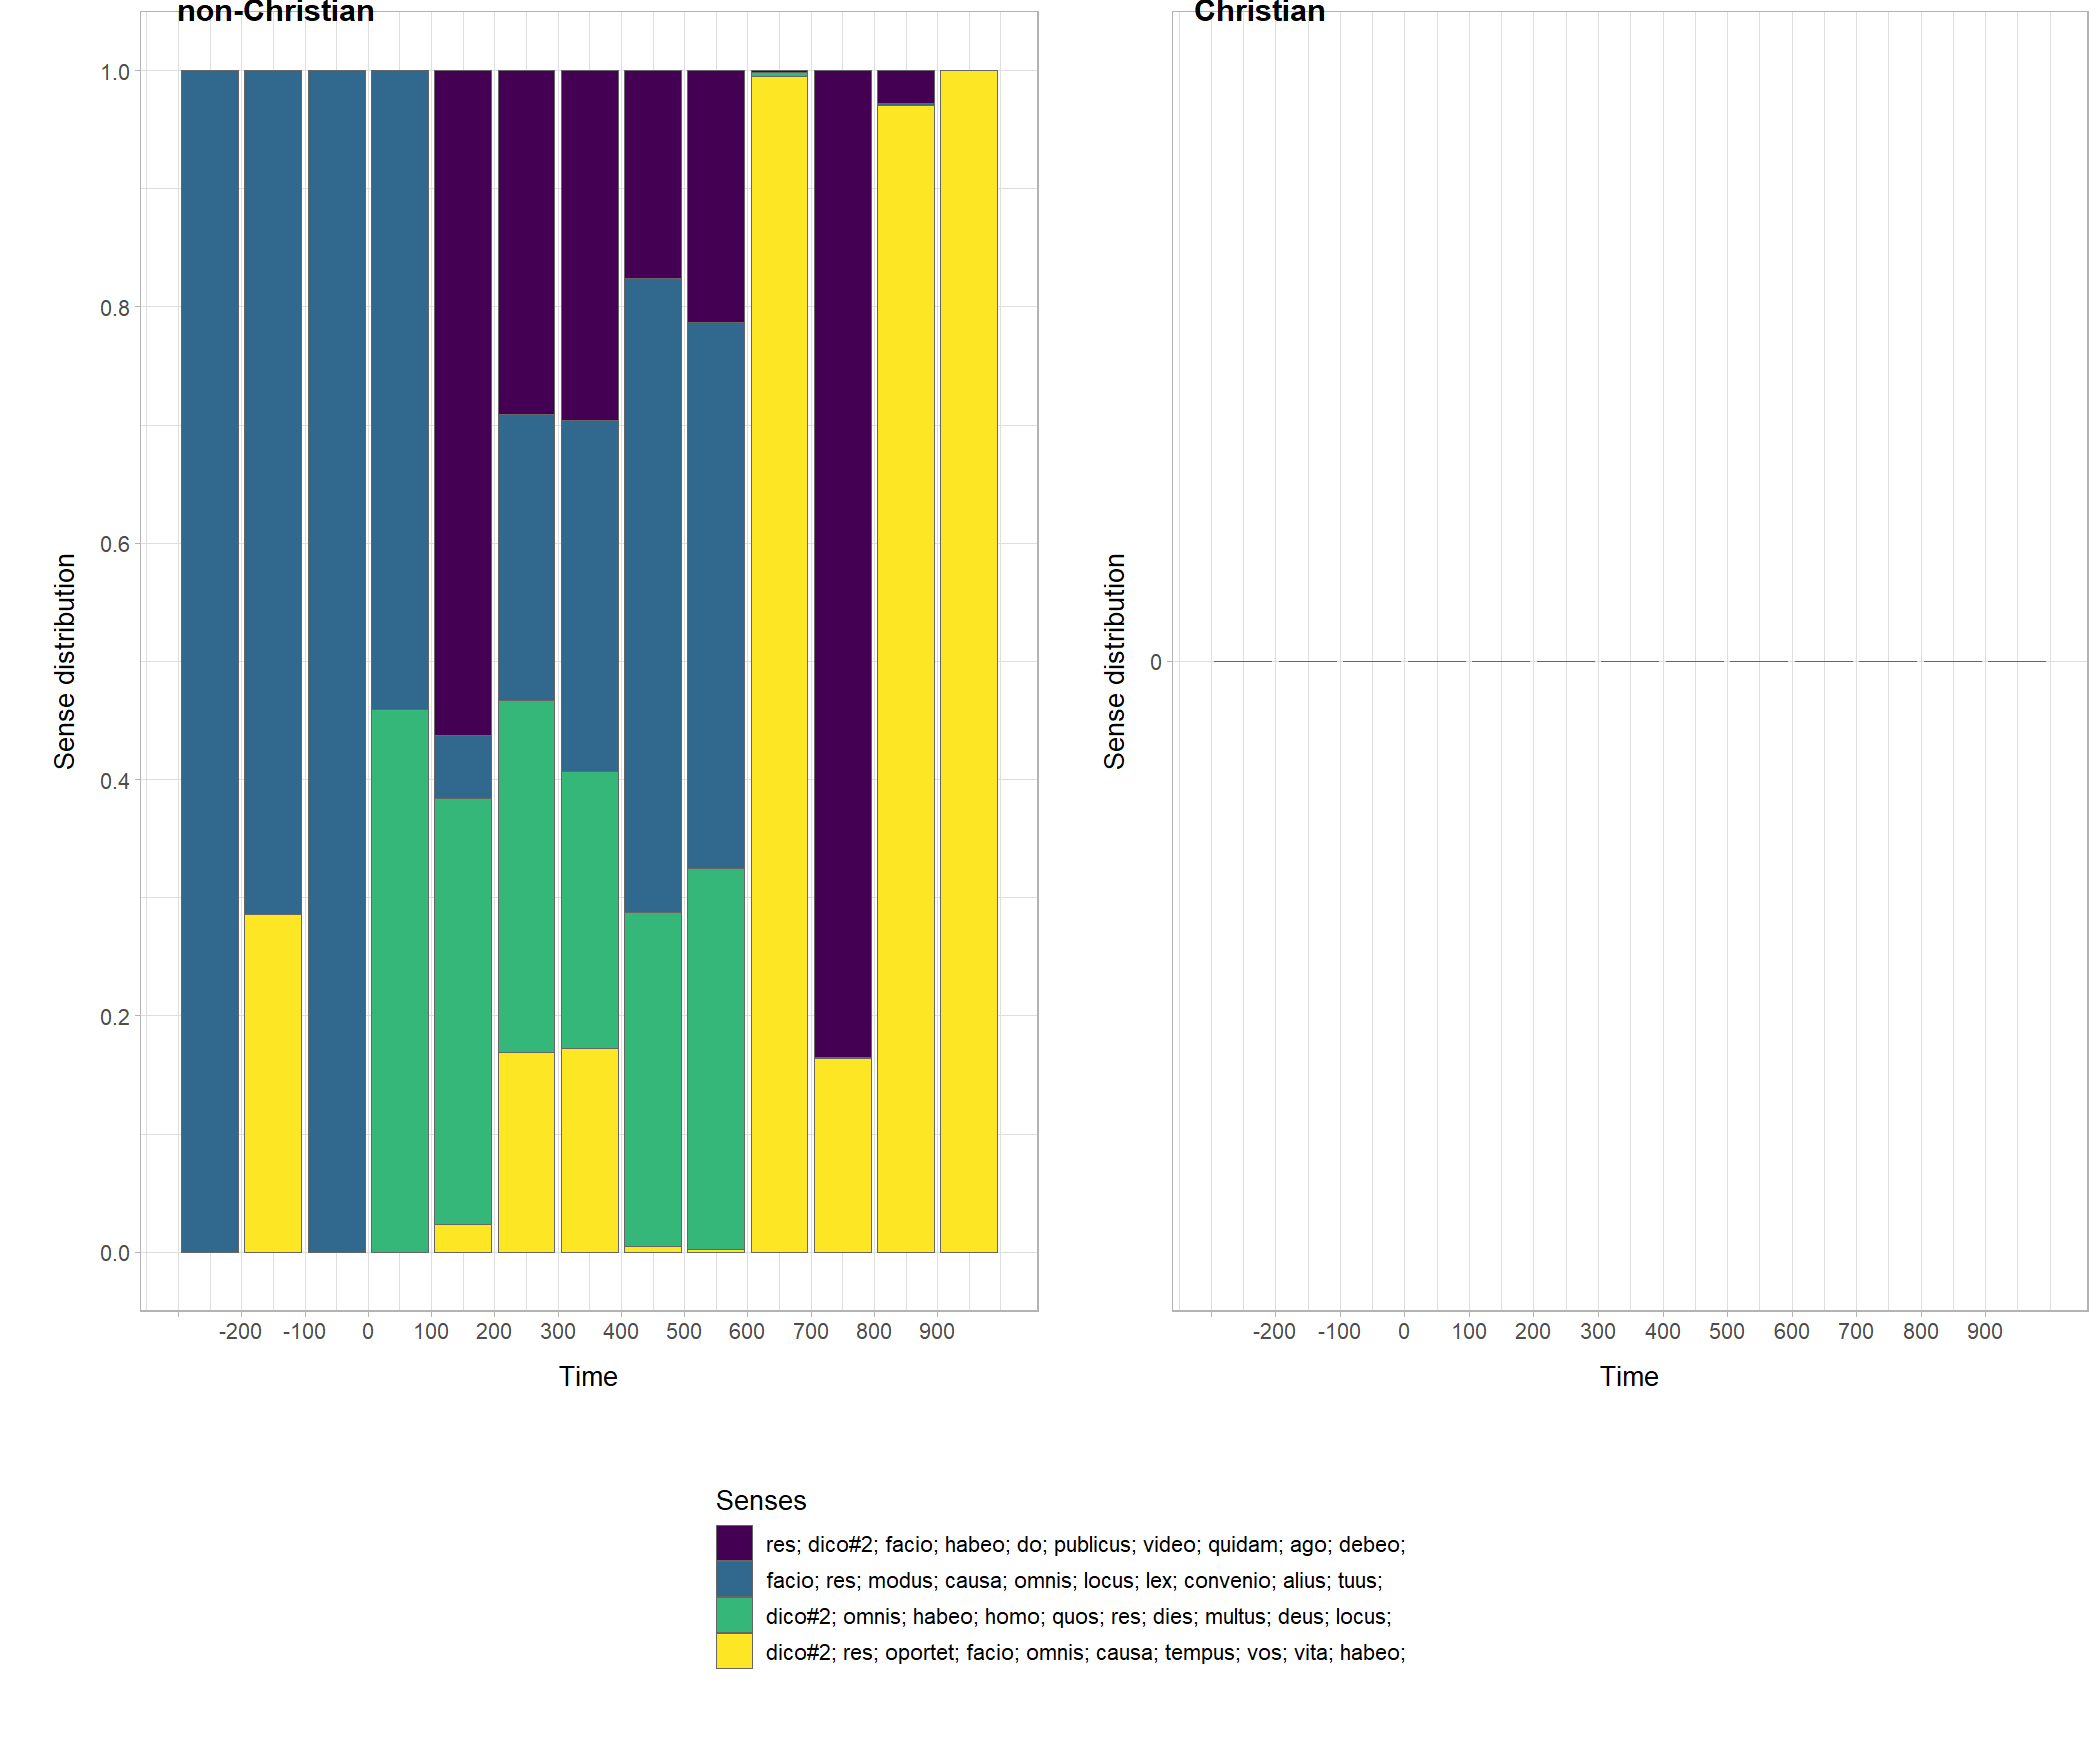 non-Christian
Christian
1.0
0.8
0.6
0.4
0.2
0.0
Sense distribution
-200 -100 0 100 200 300 400 500 600 700 800 900
Time
Sense distribution
0
-200 -100 0 100 200 300 400 500 600 700 800 900
Time
Senses
res; dico#2; facio; habeo; do; publicus; video; quidam; ago; debeo;
facio; res; modus; causa; omnis; locus; lex; convenio; alius; tuus;
dico#2; omnis; habeo; homo; quos; res; dies; multus; deus; locus;
dico#2; res; oportet; facio; omnis; causa; tempus; vos; vita; habeo;